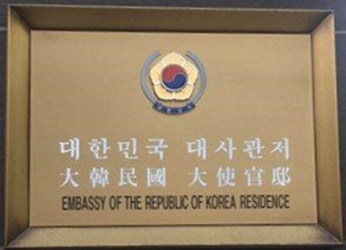 대한민국 대사관저
大韓民國 大使官邸
EMBASSY OF THE REPUBLIC OF KOREA RESIDENCE